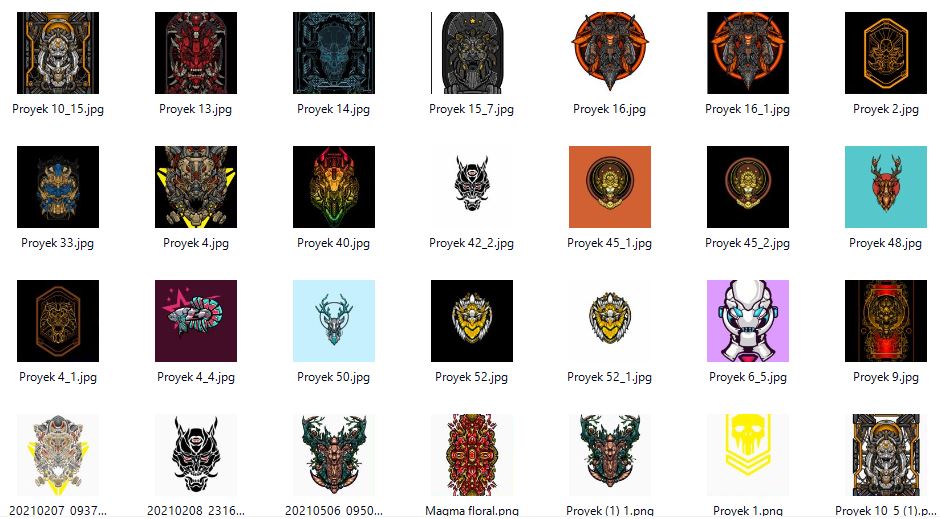 Proyek 10_15.jpg
Proyek 13.jpg
Proyek 14.jpg
Proyek 15_7.jpg
Proyek 16.jpg
Proyek 16_1.jpg
Proyek 2.jpg
Proyek 33.jpg
Proyek 4.jpg
Proyek 40.jpg
Proyek 42_2.jpg
Proyek 45_1.jpg
Proyek 45_2.jpg
Proyek 48.jpg
Proyek 4_1.jpg
Proyek 4_4.jpg
Proyek 50.jpg
Proyek 52.jpg
Proyek 52_1.jpg
Proyek 6_5.jpg
Proyek 9.jpg
20210207_0937...
20210208_2316...
20210506_0950...
Magma floral.png
Proyek (1) 1.png
Proyek 1.png
Proyek 10_5 (1).p...